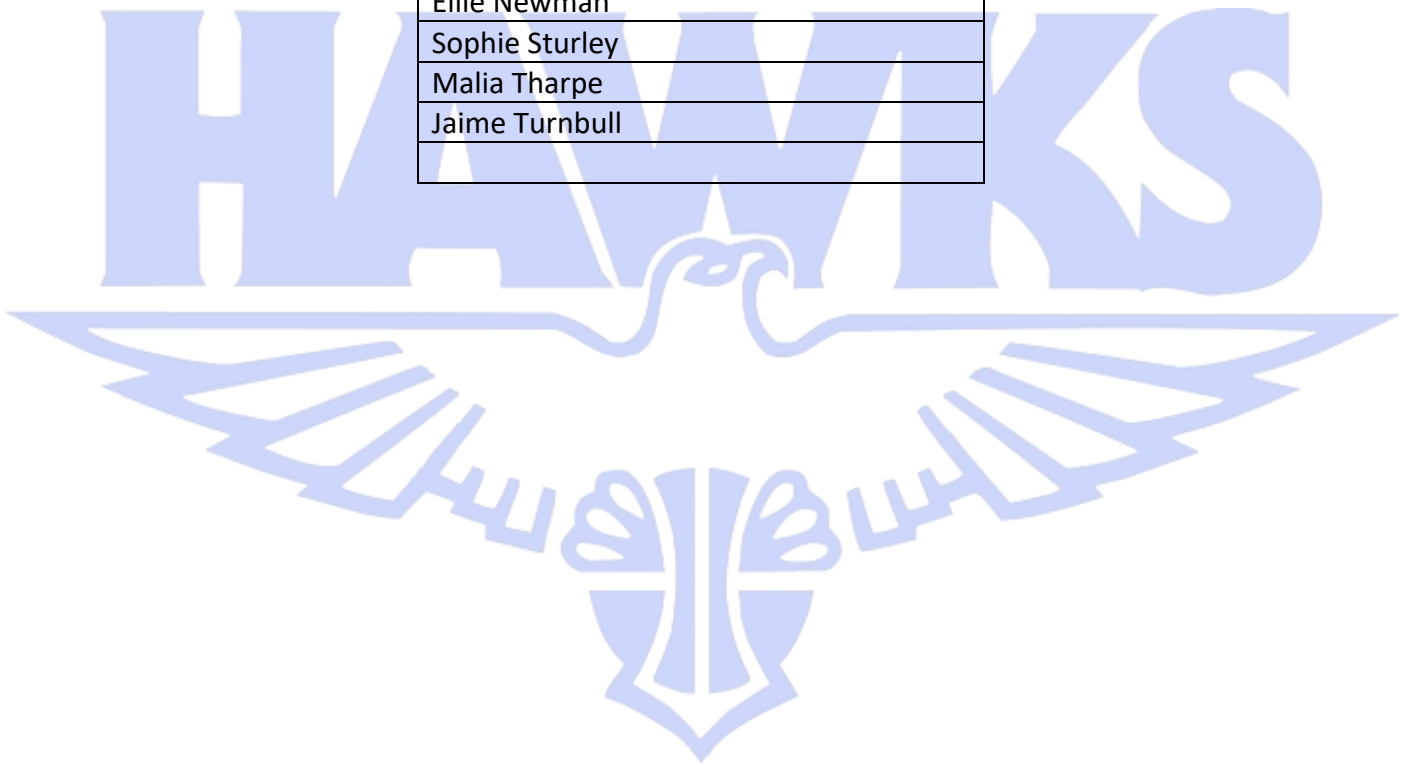 HAWKS
Ellie Newman
Sophie Sturley
Malia Tharpe
Jaime Turnbull